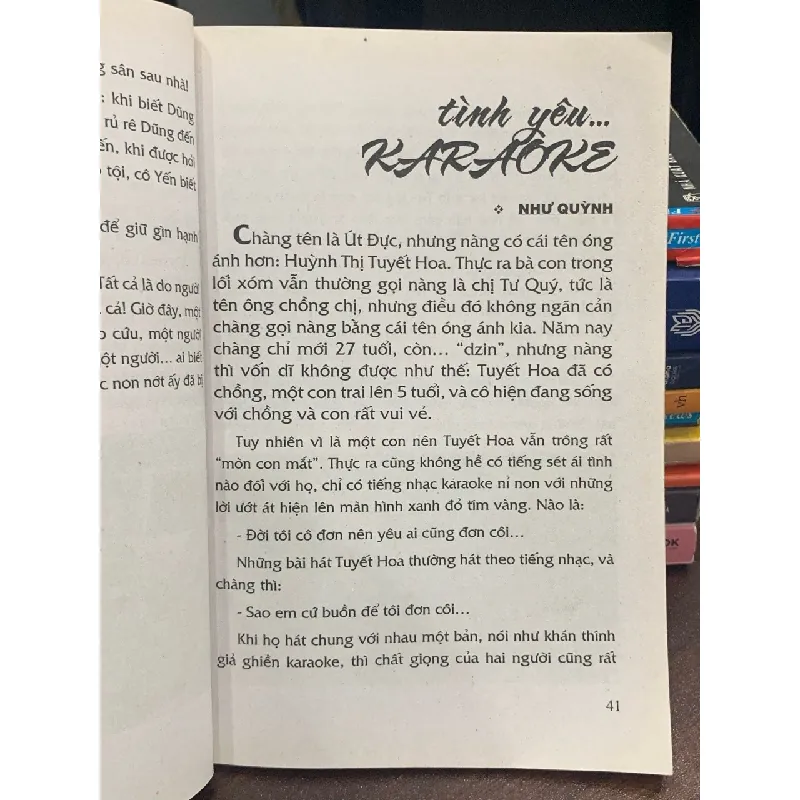 sân sau nhà!
khi biết Dũng
rủ rê Dũng đến
khi được hỏi
tội, cô Yến biết
để giữ gìn hạnh
Tất cả là do người
cả! Giờ đây, một
cứu, một người
người... ai biết
non nớt ấy đã bị
tình yêu...
KARAOKE
❖ NHƯ QUỲNH
Chàng tên là Út Đực, nhưng nàng có cái tên óng
ánh hơn: Huỳnh Thị Tuyết Hoa. Thực ra bà con trong
lối xóm vẫn thường gọi nàng là chị Tư Quý, tức là
tên ông chồng chị, nhưng điều đó không ngăn cản
chàng gọi nàng bằng cái tên óng ánh kia. Năm nay
chàng chỉ mới 27 tuổi, còn... “dzin”, nhưng nàng
thì vốn dĩ không được như thế: Tuyết Hoa đã có
chồng, một con trai lên 5 tuổi, và cô hiện đang sống
với chồng và con rất vui vẻ.
Tuy nhiên vì là một con nên Tuyết Hoa vẫn trông rất
“mòn con mắt”. Thực ra cũng không hề có tiếng sét ái tình
nào đối với họ, chỉ có tiếng nhạc karaoke nỉ non với những
lời ướt át hiện lên màn hình xanh đỏ tím vàng. Nào là:
- Đời tôi cô đơn nên yêu ai cũng đơn côi...
Những bài hát Tuyết Hoa thường hát theo tiếng nhạc, và
chàng thì:
- Sao em cứ buồn để tôi đơn côi...
Khi họ hát chung với nhau một bản, nói như khán thính
giả ghiền karaoke, thì chất giọng của hai người cũng rất
41
First